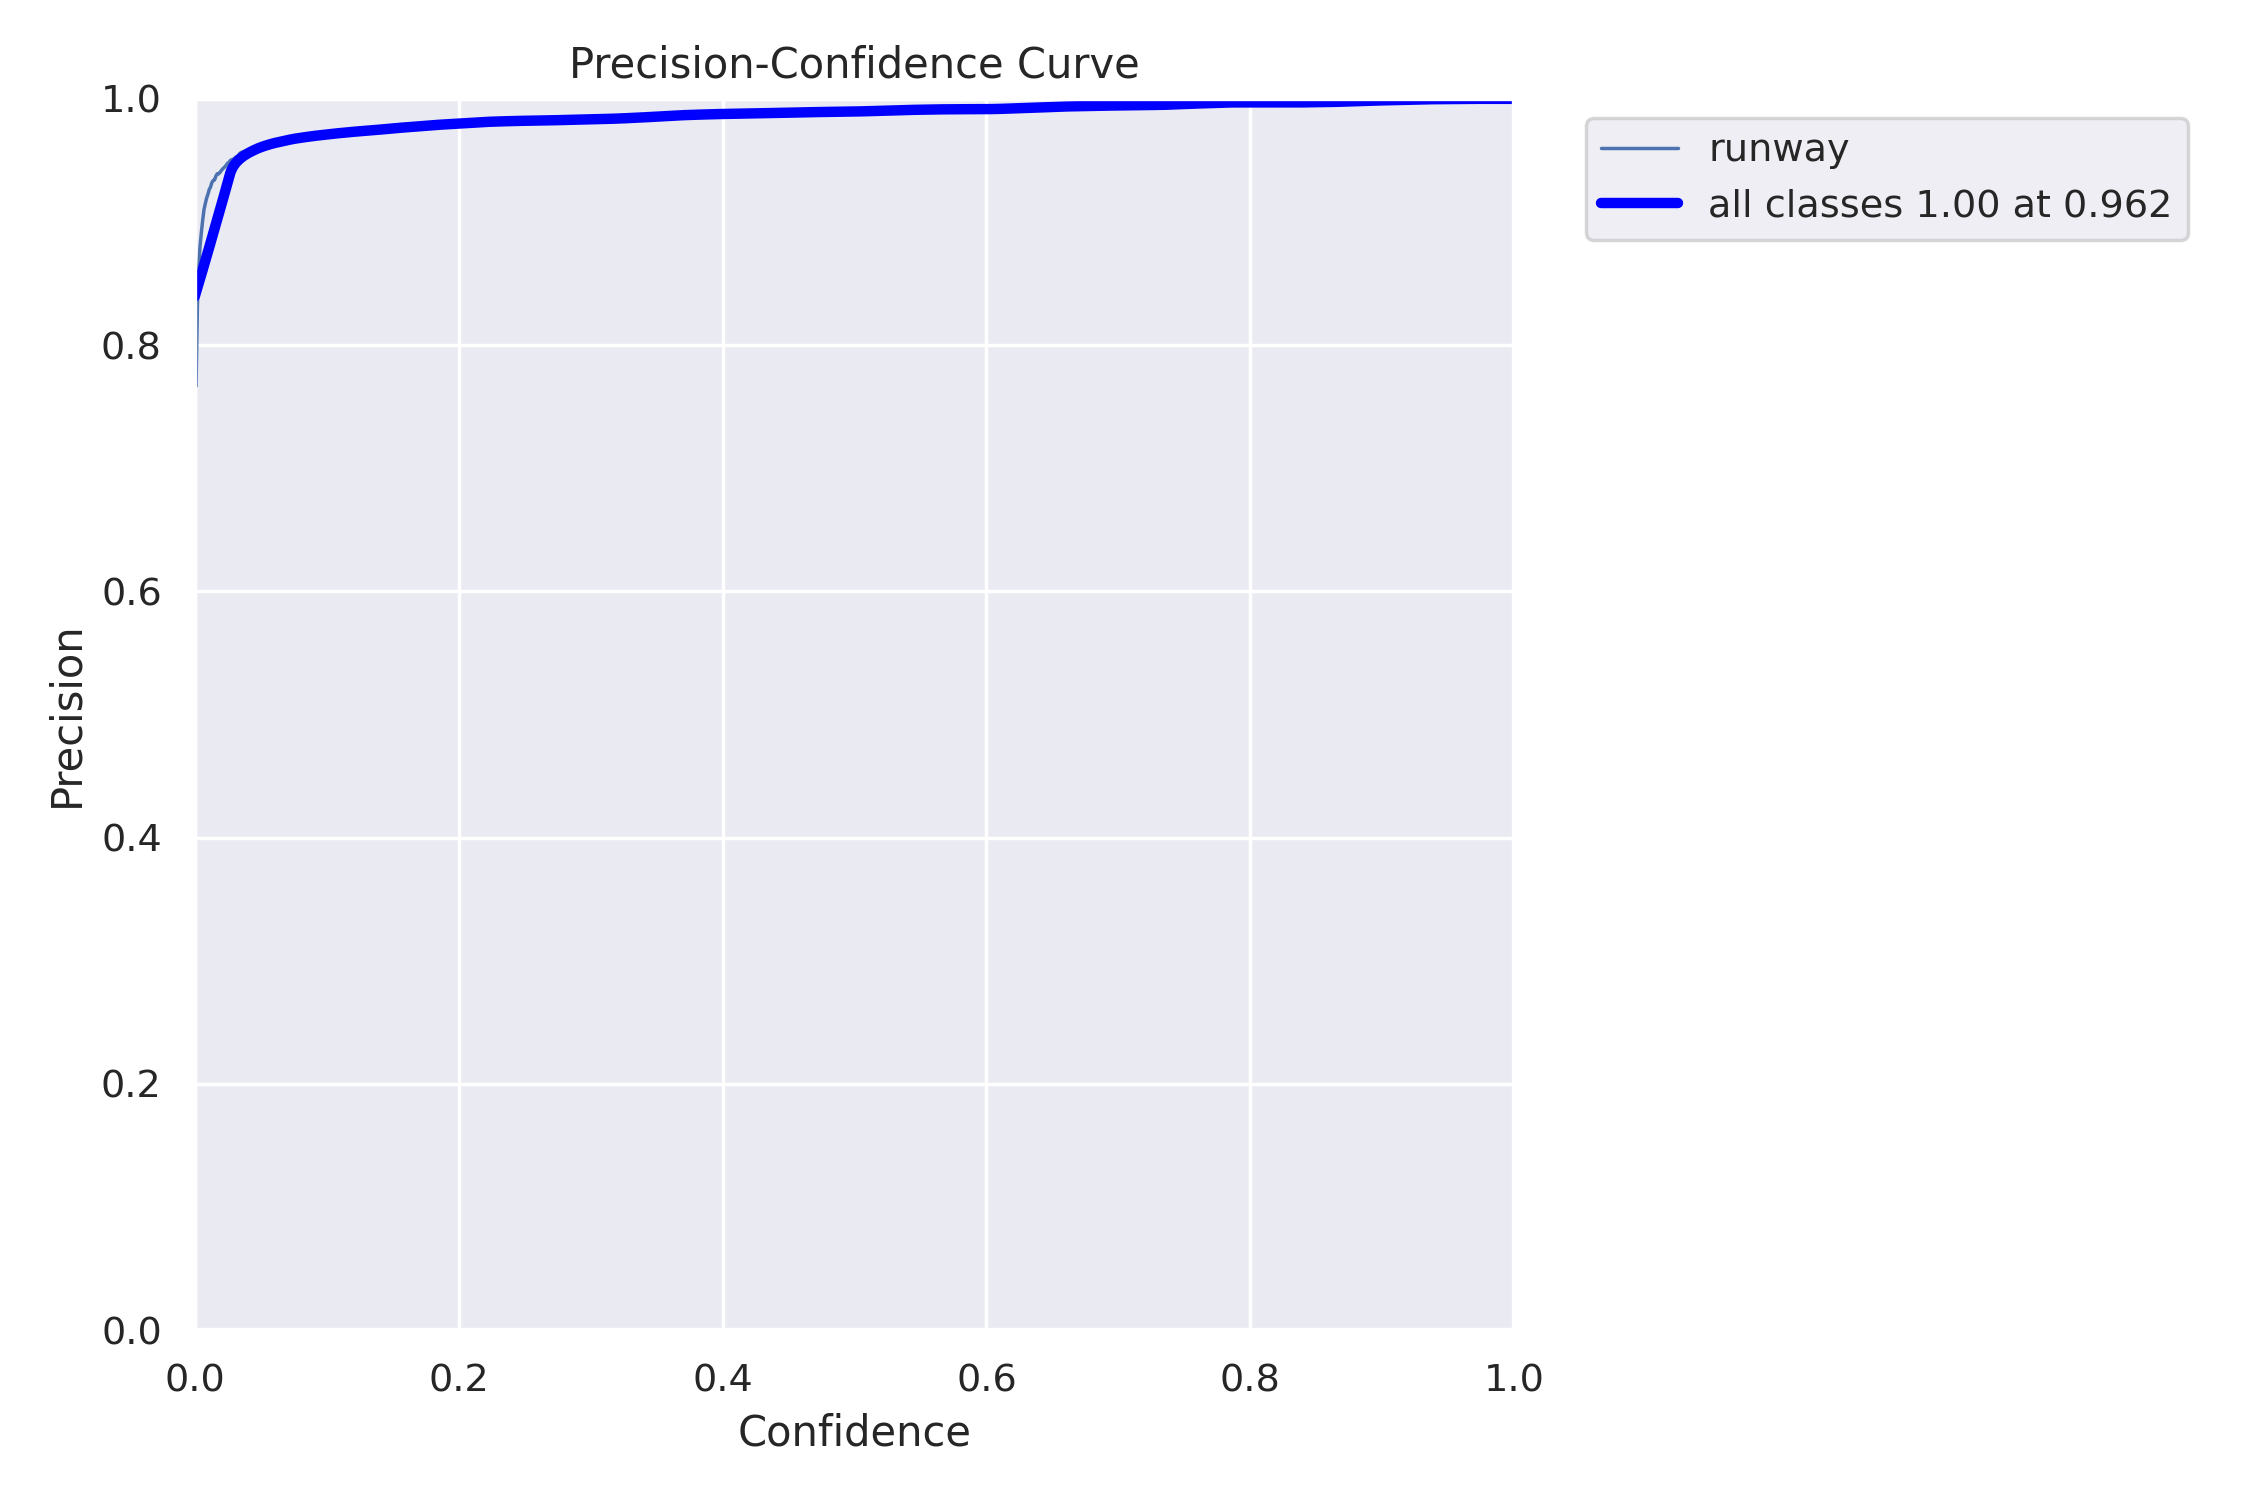 Precision-Confidence Curve
1.0
0.8
0.6
0.4
0.2
0.0
Precision
0.0 0.2 0.4 0.6 0.8 1.0
Confidence
runway
all classes 1.00 at 0.962